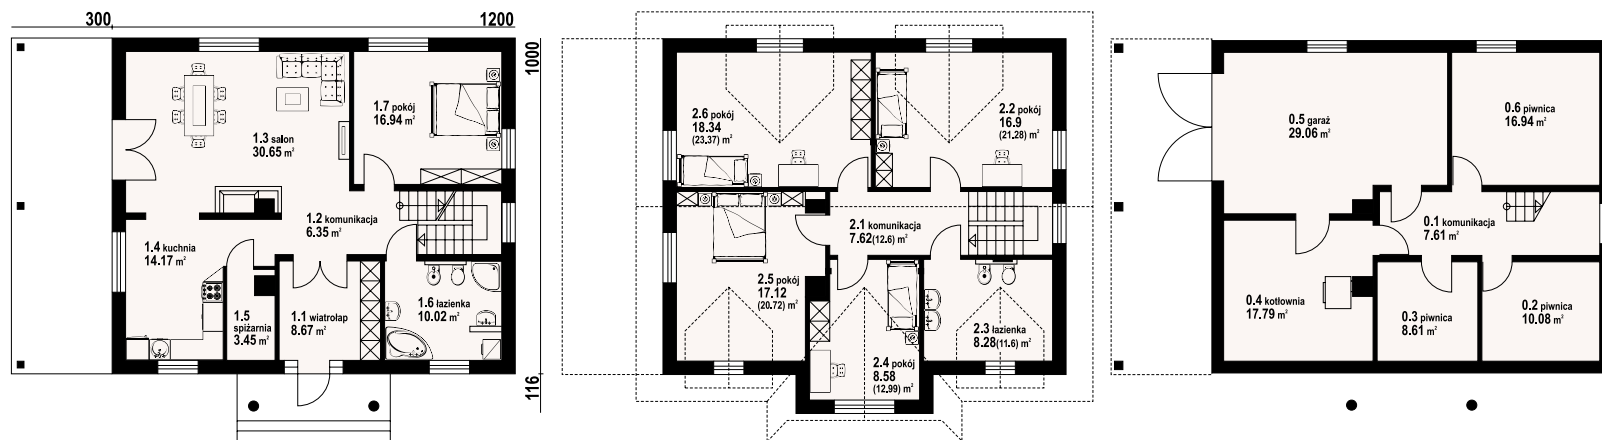 300
1200
1000
116
1.7 pokój
16.94 m²
1.3 salon
30.65 m²
1.2 komunikacja
6.35 m²
1.4 kuchnia
14.17 m²
1.5
spiżarnia
3.45 m²
1.1 wiatrołap
8.67 m²
1.6 łazienka
10.02 m²
2.6 pokój
18.34
(23,37) m²
2.2 pokój
16.9
(21,28) m²
2.1 komunikacja
7.62(12.6) m²
2.5 pokój
17.12
(20.72) m²
2.3 łazienka
8.28(11.6) m²
2.4 pokój
8.58
(12.99) m²
0.5 garaż
29.06 m²
0.6 piwnica
16.94 m²
0.1 komunikacja
7.61 m²
0.4 kotłownia
17.79 m²
0.3 piwnica
8.61 m²
0.2 piwnica
10.08 m²